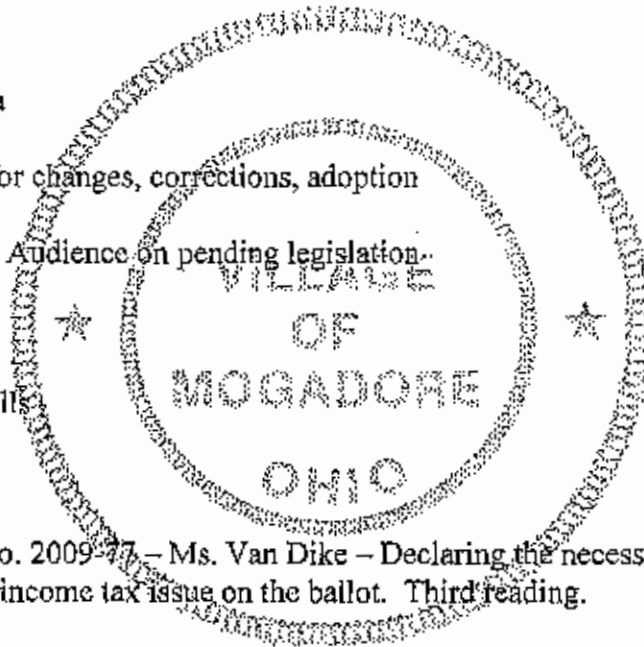 or changes, corrections, adoption
Audience on pending legislation
VILLAGE
OF
MOGADORE
OHIO
o. 2009-77 – Ms. Van Dike – Declaring the necess
income tax issue on the ballot. Third reading.